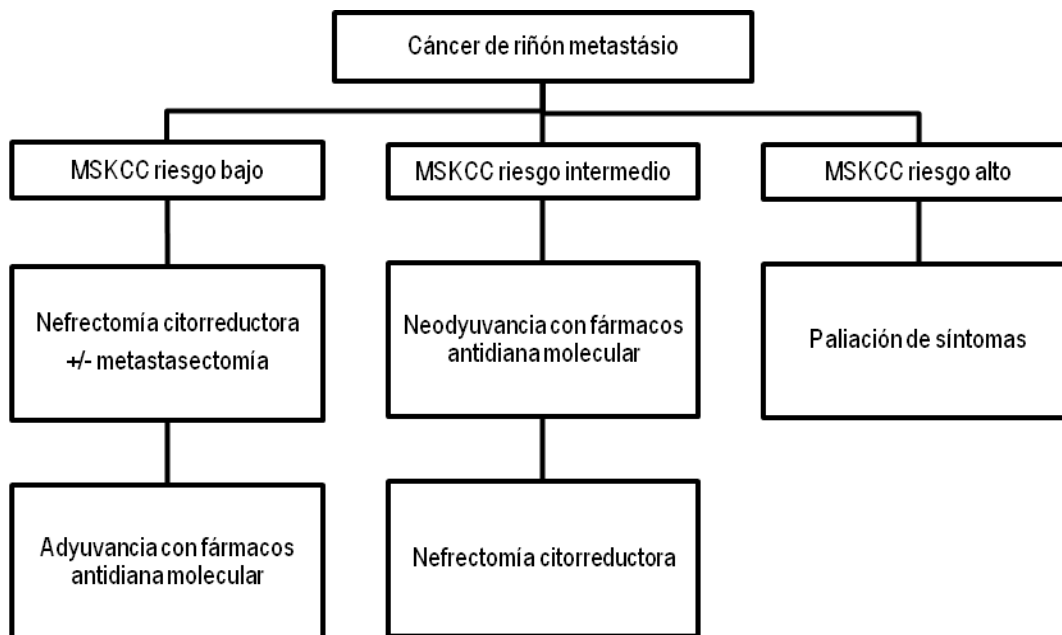 Cáncer de riñón metastásio
MSKCC riesgo bajo
MSKCC riesgo intermedio
MSKCC riesgo alto
Nefrectomía citorreductora
+/- metastasectomía
Neodyuvancia con fármacos
antidiana molecular
Paliación de síntomas
Adyuvancia con fármacos
antidiana molecular
Nefrectomía citorreductora